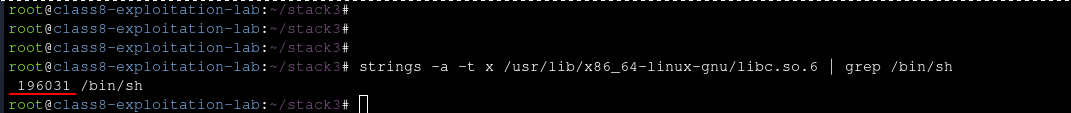 root@class8-exploitation-lab:~/stack3#
root@class8-exploitation-lab:~/stack3#
root@class8-exploitation-lab:~/stack3#
root@class8-exploitation-lab:~/stack3# strings -a -t x /usr/lib/x86_64-linux-gnu/libc.so.6 | grep /bin/sh
196031 /bin/sh
root@class8-exploitation-lab:~/stack3#